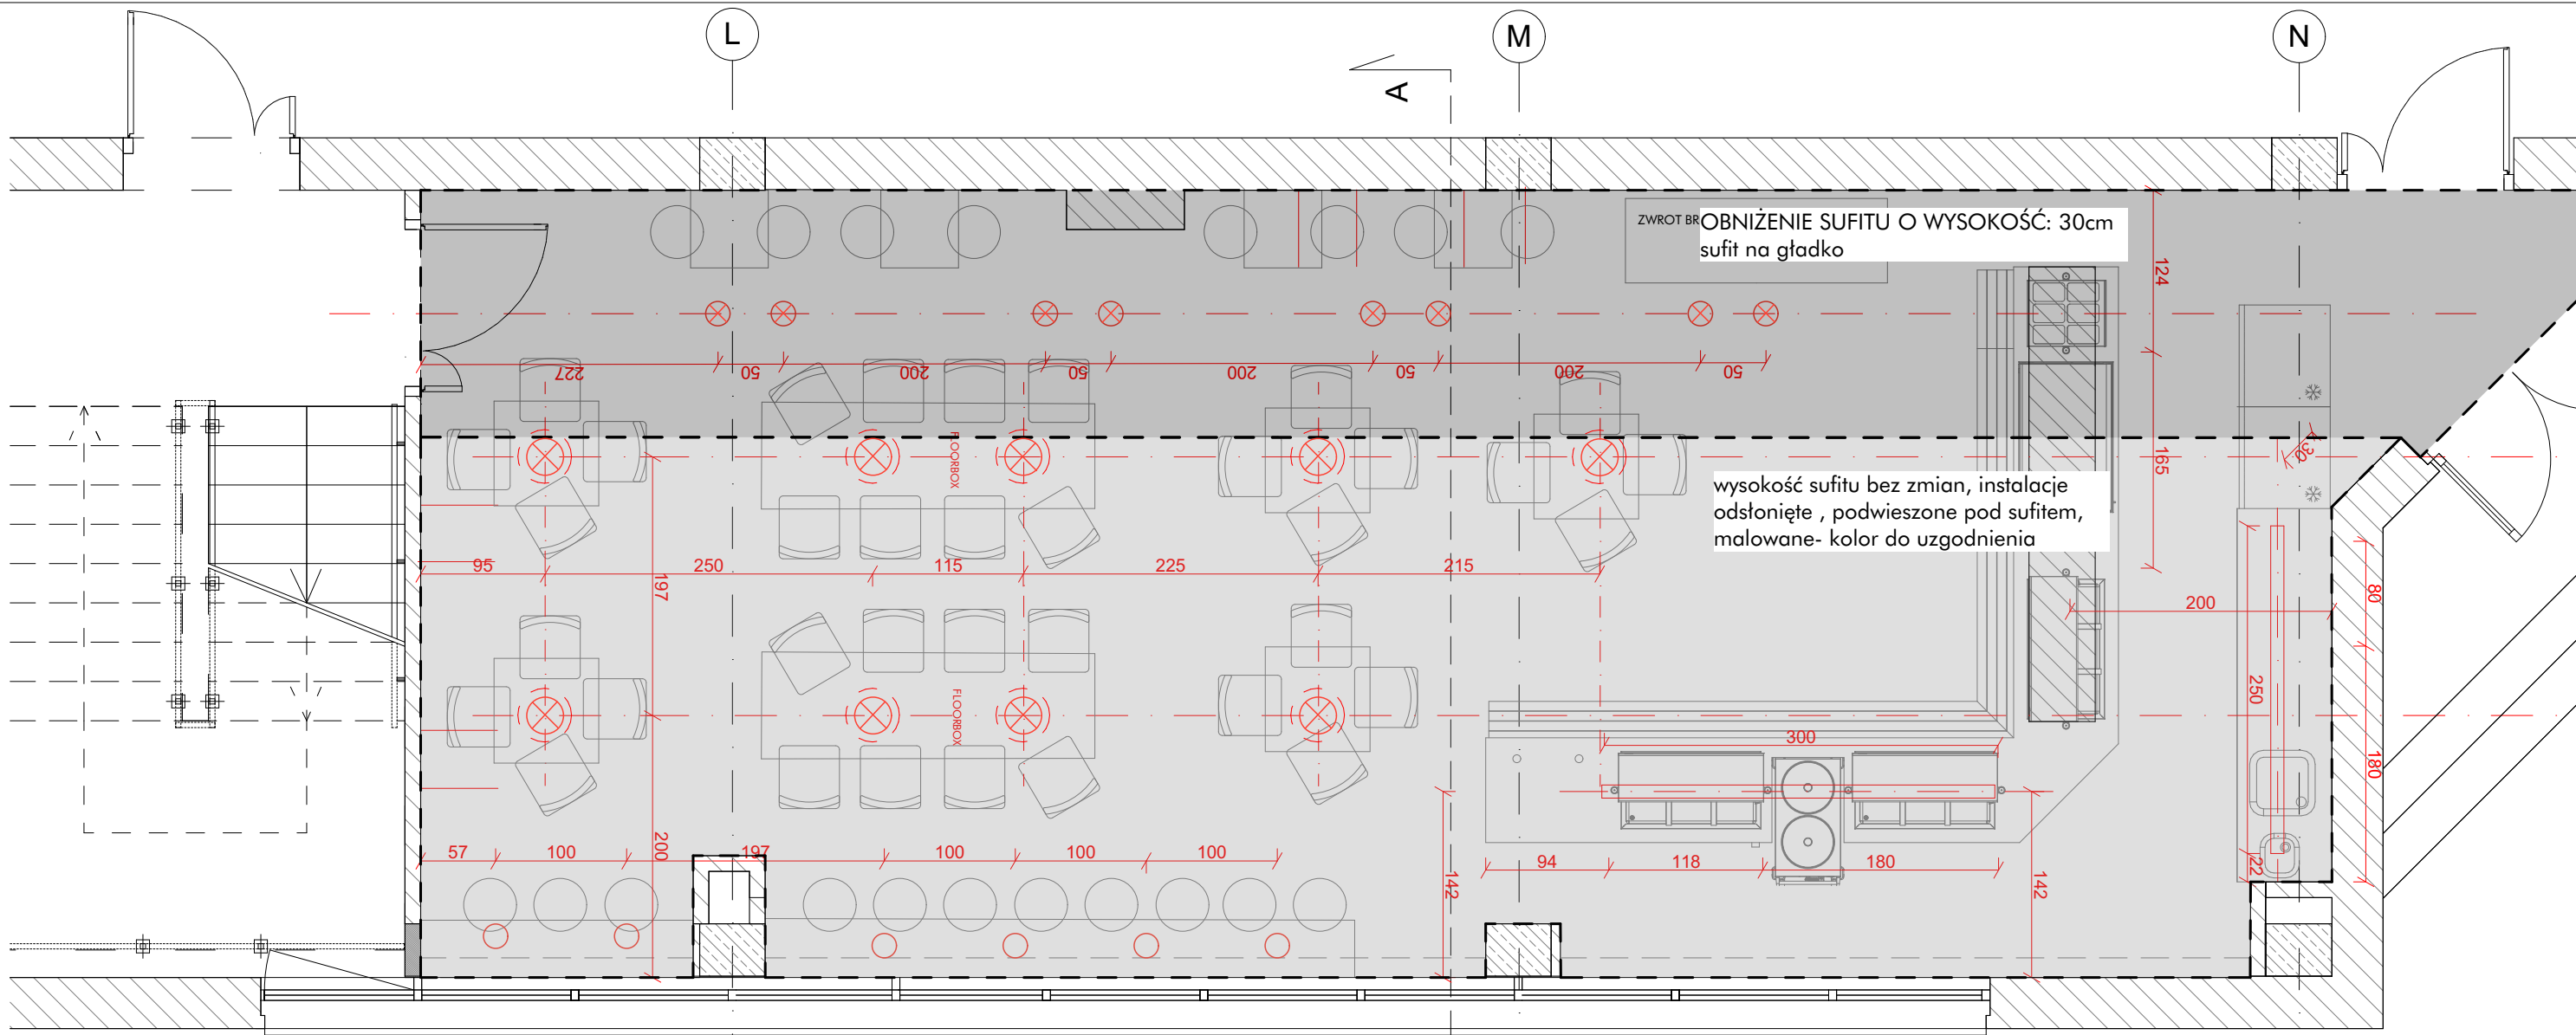 L
M
N
A
ZWROT BR
OBNIŻENIE SUFITU O WYSOKOŚĆ: 30cm
sufit na gładko
124
227
50
200
50
200
50
200
50
FLOORBOX
165
30
wysokość sufitu bez zmian, instalacje
odsłonięte , podwieszone pod sufitem,
malowane- kolor do uzgodnienia
95
250
115
225
215
197
200
80
250
180
FLOORBOX
300
57
100
197
100
100
100
200
94
118
180
142
142
22